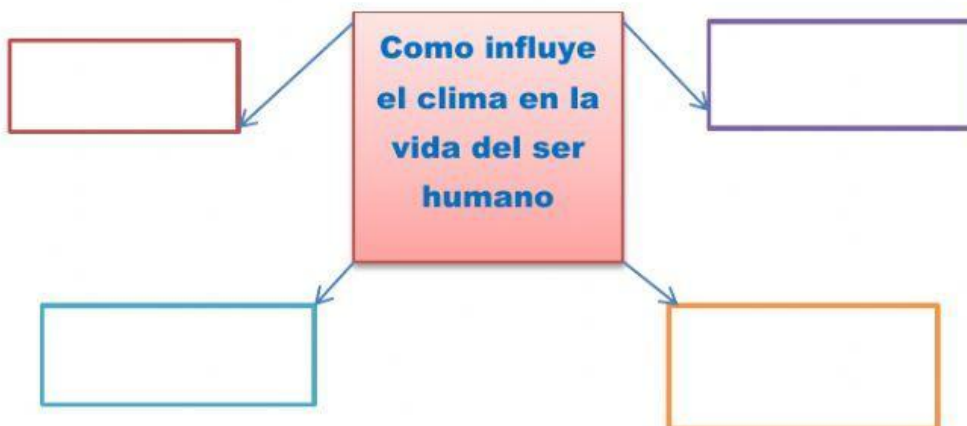 Como influye
el clima en la
vida del ser
humano